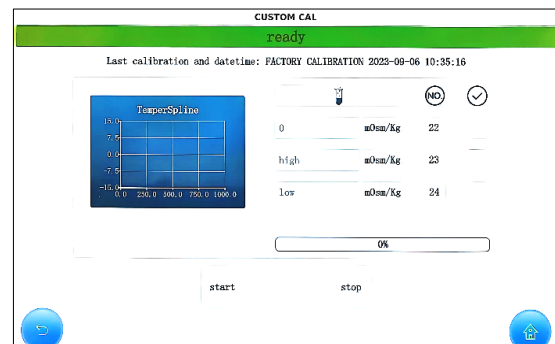 CUSTOM CAL
ready
Last calibration and datetime: FACTORY CALIBRATION 2023-09-06 10:35:16
TemperSpline
15.0
7.5
0.0
-7.5
-15.0
0.0 250.0 500.0 750.0 1000.0
NO.
0 mOsm/Kg 22
high mOsm/Kg 23
low mOsm/Kg 24
0%
start stop